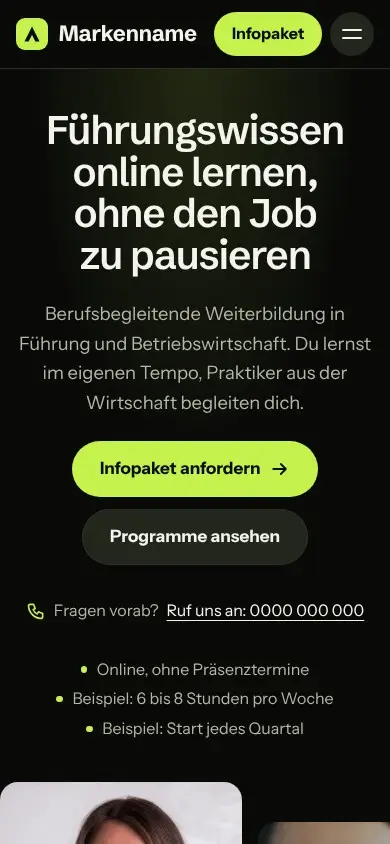 Markenname
Infopaket
Führungswissen
online lernen,
ohne den Job
zu pausieren
Berufsbegleitende Weiterbildung in
Führung und Betriebswirtschaft. Du lernst
im eigenen Tempo, Praktiker aus der
Wirtschaft begleiten dich.
Infopaket anfordern →
Programme ansehen
Fragen vorab? Ruf uns an: 0000 000 000
Online, ohne Präsenztermine
Beispiel: 6 bis 8 Stunden pro Woche
Beispiel: Start jedes Quartal